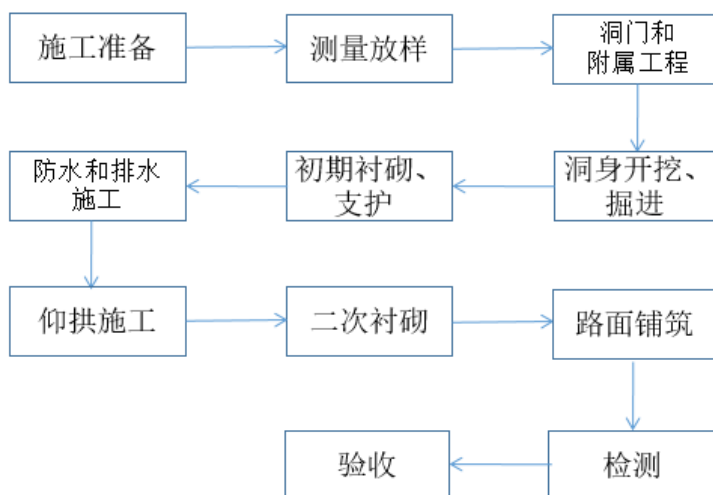 施工准备
测量放样
洞门和
附属工程
洞身开挖、
掘进
初期衬砌、
支护
防水和排水
施工
仰拱施工
二次衬砌
路面铺筑
检测
验收